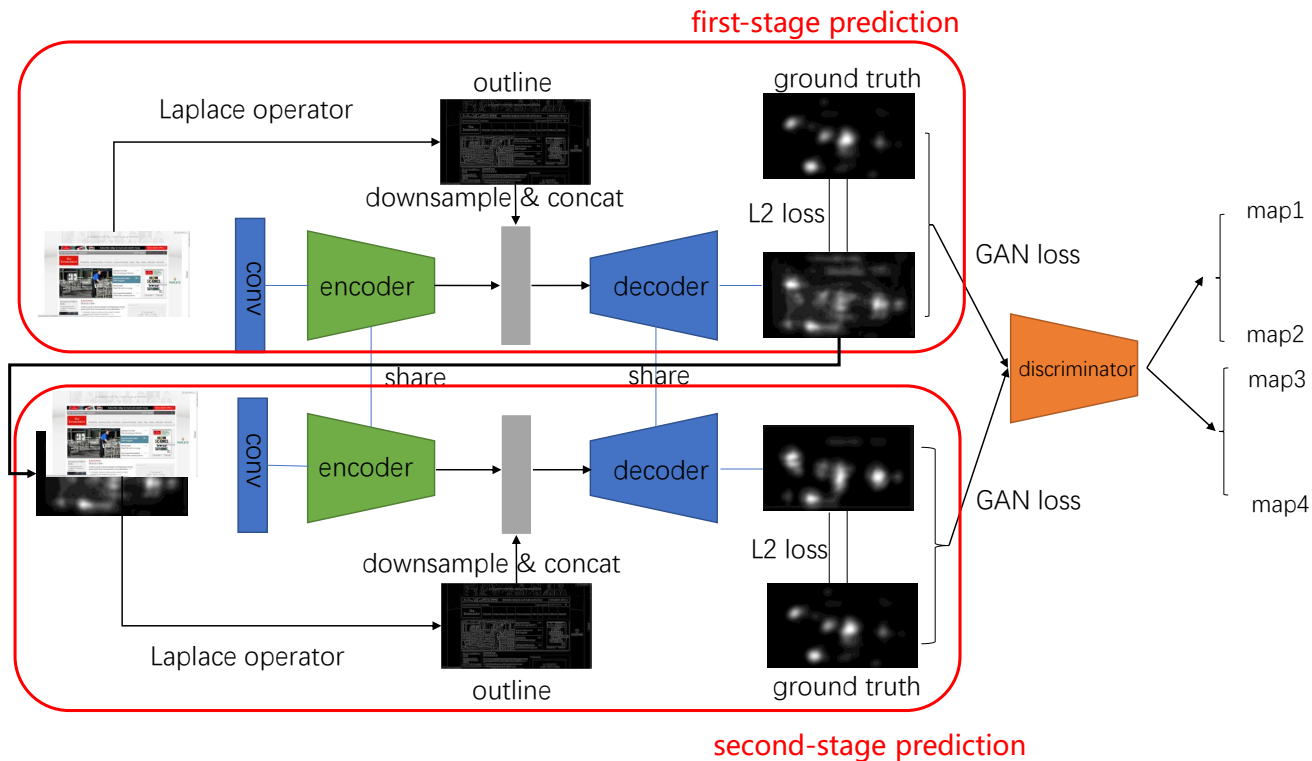 first-stage prediction
outline
ground truth
Laplace operator
downsample & concat
L2 loss
map1
conv
encoder
decoder
GAN loss
map2
discriminator
share
share
map3
conv
encoder
decoder
GAN loss
map4
L2 loss
downsample & concat
Laplace operator
outline
ground truth
second-stage prediction